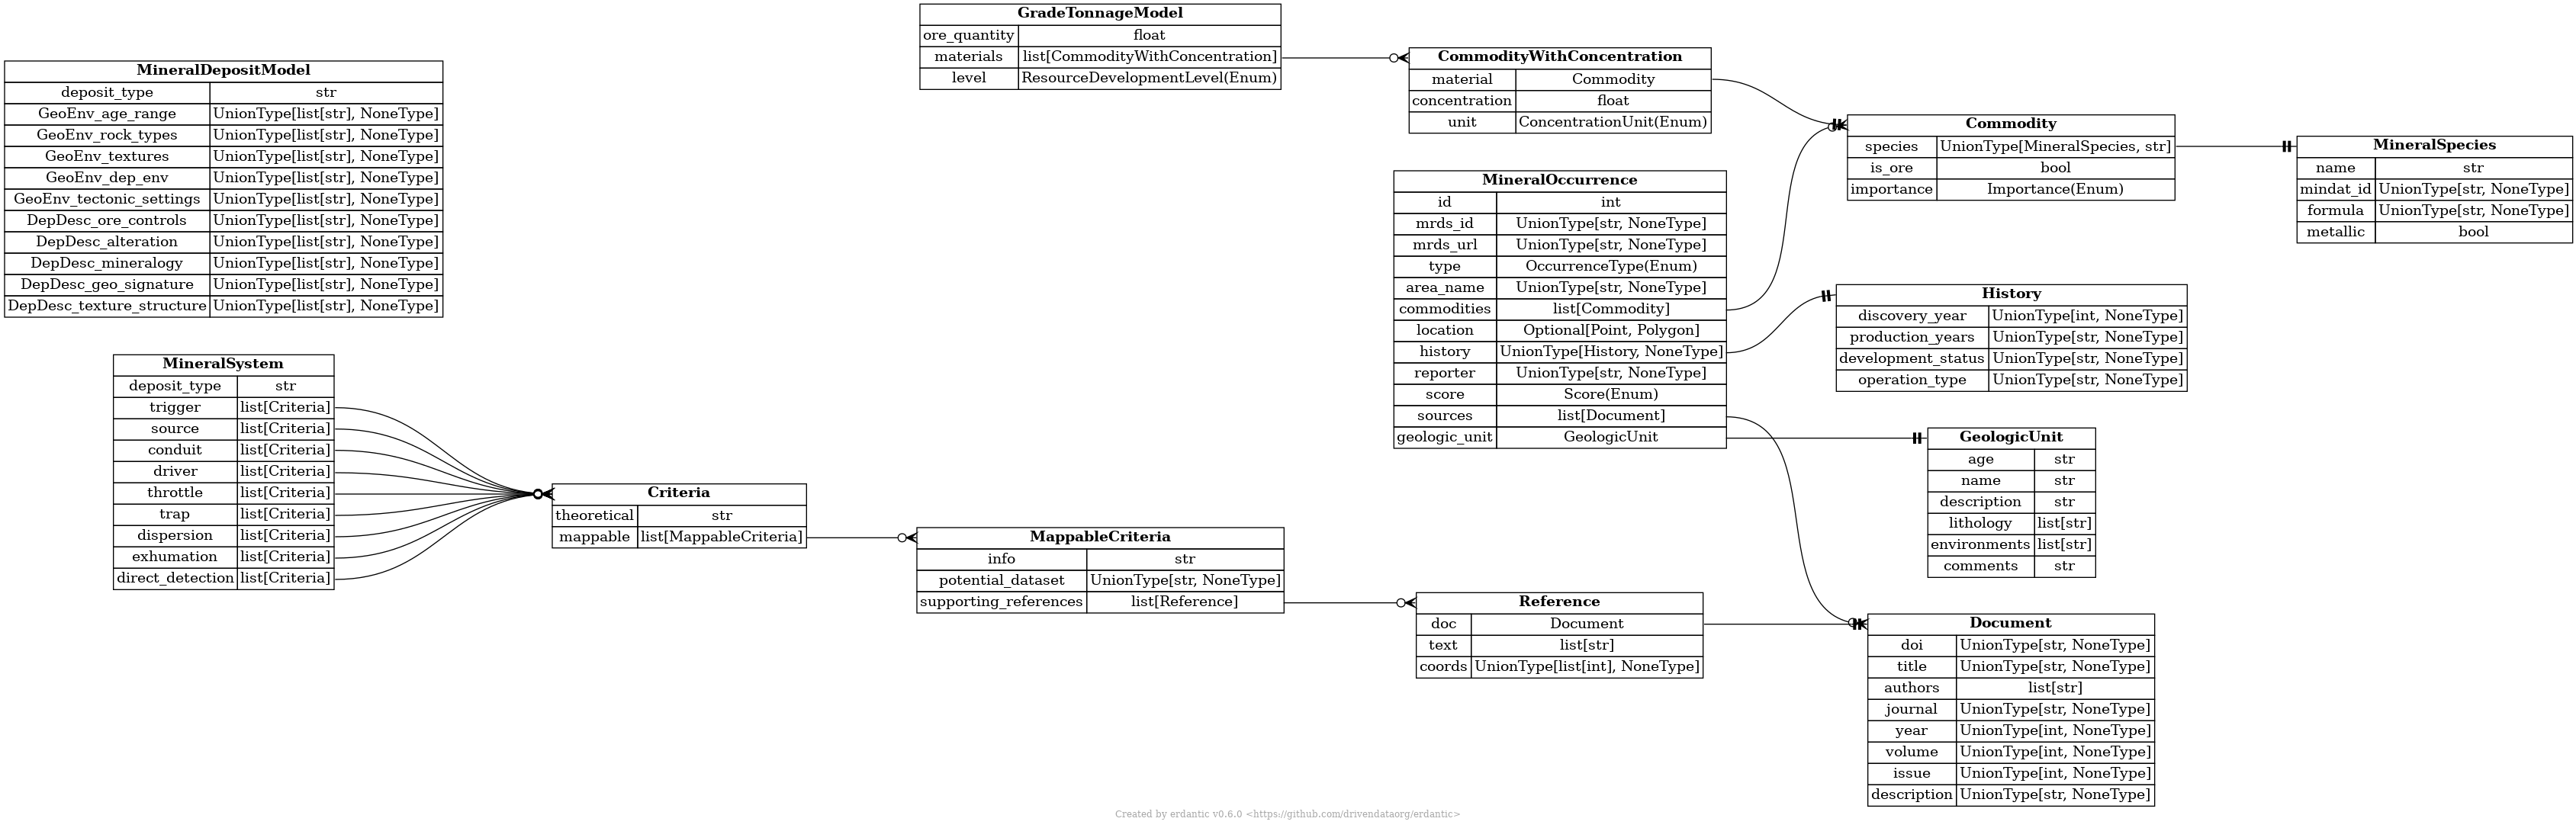 GradeTonnageModel
ore_quantity float
materials list[CommodityWithConcentration]
level ResourceDevelopmentLevel(Enum)
MineralDepositModel
deposit_type str
GeoEnv_age_range UnionType[list[str], NoneType]
GeoEnv_rock_types UnionType[list[str], NoneType]
GeoEnv_textures UnionType[list[str], NoneType]
GeoEnv_dep_env UnionType[list[str], NoneType]
GeoEnv_tectonic_settings UnionType[list[str], NoneType]
DepDesc_ore_controls UnionType[list[str], NoneType]
DepDesc_alteration UnionType[list[str], NoneType]
DepDesc_mineralogy UnionType[list[str], NoneType]
DepDesc_geo_signature UnionType[list[str], NoneType]
DepDesc_texture_structure UnionType[list[str], NoneType]
CommodityWithConcentration
material Commodity
concentration float
unit ConcentrationUnit(Enum)
Commodity
species UnionType[MineralSpecies, str]
is_ore bool
importance Importance(Enum)
MineralSpecies
name str
mindat_id UnionType[str, NoneType]
formula UnionType[str, NoneType]
metallic bool
MineralOccurrence
id int
mrds_id UnionType[str, NoneType]
mrds_url UnionType[str, NoneType]
type OccurrenceType(Enum)
area_name UnionType[str, NoneType]
commodities list[Commodity]
location Optional[Point, Polygon]
history UnionType[History, NoneType]
reporter UnionType[str, NoneType]
score Score(Enum)
sources list[Document]
geologic_unit GeologicUnit
History
discovery_year UnionType[int, NoneType]
production_years UnionType[str, NoneType]
development_status UnionType[str, NoneType]
operation_type UnionType[str, NoneType]
MineralSystem
deposit_type str
trigger list[Criteria]
source list[Criteria]
conduit list[Criteria]
driver list[Criteria]
throttle list[Criteria]
trap list[Criteria]
dispersion list[Criteria]
exhumation list[Criteria]
direct_detection list[Criteria]
GeologicUnit
age str
name str
description str
lithology list[str]
environments list[str]
comments str
Criteria
theoretical str
mappable list[MappableCriteria]
MappableCriteria
info str
potential_dataset UnionType[str, NoneType]
supporting_references list[Reference]
Reference
doc Document
text list[str]
coords UnionType[list[int], NoneType]
Document
doi UnionType[str, NoneType]
title UnionType[str, NoneType]
authors list[str]
journal UnionType[str, NoneType]
year UnionType[int, NoneType]
volume UnionType[int, NoneType]
issue UnionType[int, NoneType]
description UnionType[str, NoneType]
Created by erdantic v0.6.0 <https://github.com/drivendataorg/erdantic>